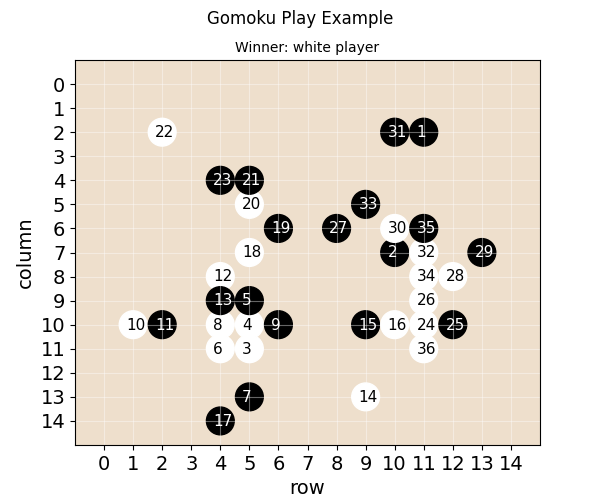 Gomoku Play Example
Winner: white player
0
1
2 22 31 1
3
4 23 21
5 20 33
6 19 27 30 35
7 18 2 32 29
8 12 34 28
9 13 5 26
10 10 11 8 4 9 15 16 24 25
11 6 3 36
13 7 14
14 17
0 1 2 3 4 5 6 7 8 9 10 11 12 13 14
column
row